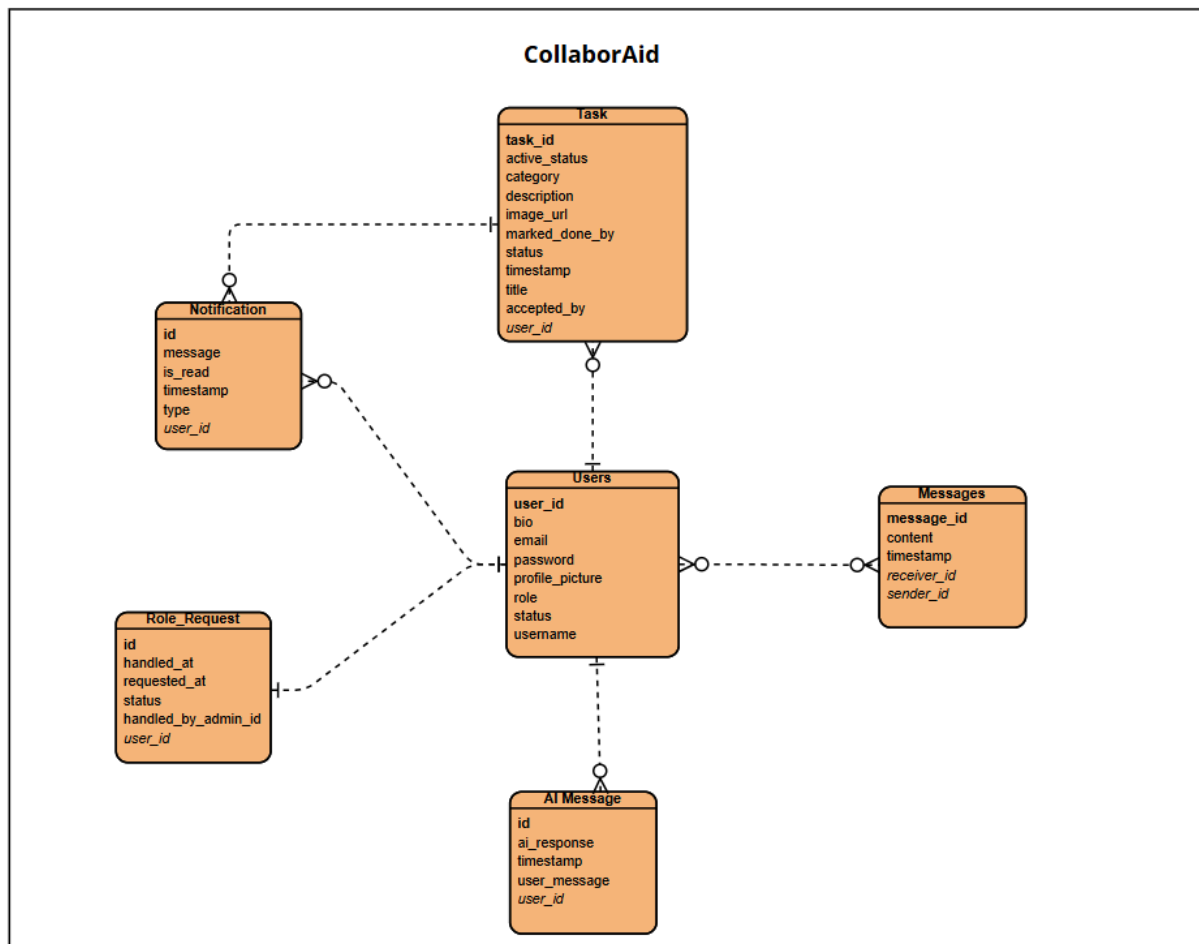 CollaborAid
Task
task_id
active_status
category
description
image_url
marked_done_by
status
timestamp
title
accepted_by
user_id
Notification
id
message
is_read
timestamp
type
user_id
Users
user_id
bio
email
password
profile_picture
role
status
username
Messages
message_id
content
timestamp
receiver_id
sender_id
Role_Request
id
handled_at
requested_at
status
handled_by_admin_id
user_id
AI Message
id
ai_response
timestamp
user_message
user_id